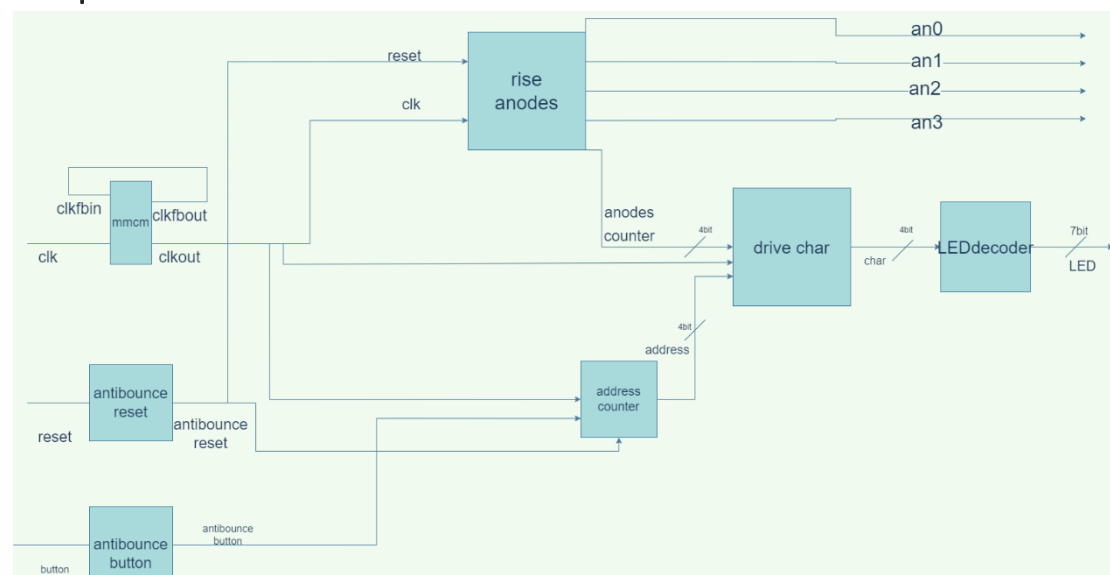 an0
reset
rise
anodes
an1
an2
clk
an3
clkfbin
mmcm
clkfbout
anodes
counter
4bit
drive char
4bit
char
LEDdecoder
7bit
LED
clk
clkout
4bit
address
antibounce
reset
address
counter
reset
antibounce
reset
antibounce
button
antibounce
button
button